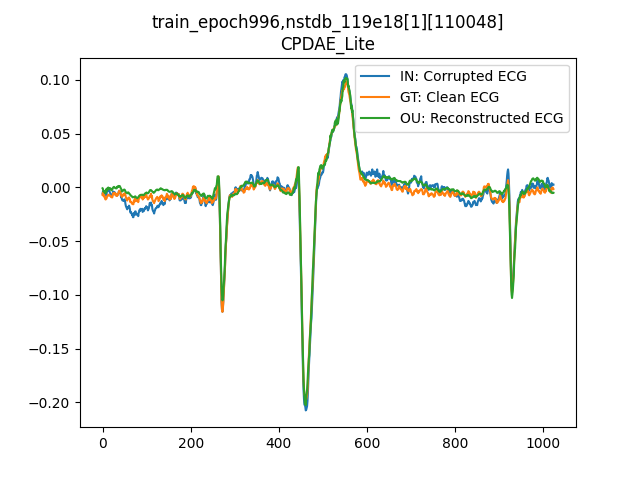 train_epoch996,nstdb_119e18[1][110048]
CPDAE_Lite
IN: Corrupted ECG
GT: Clean ECG
OU: Reconstructed ECG
0.10
0.05
0.00
−0.05
−0.10
−0.15
−0.20
0 200 400 600 800 1000